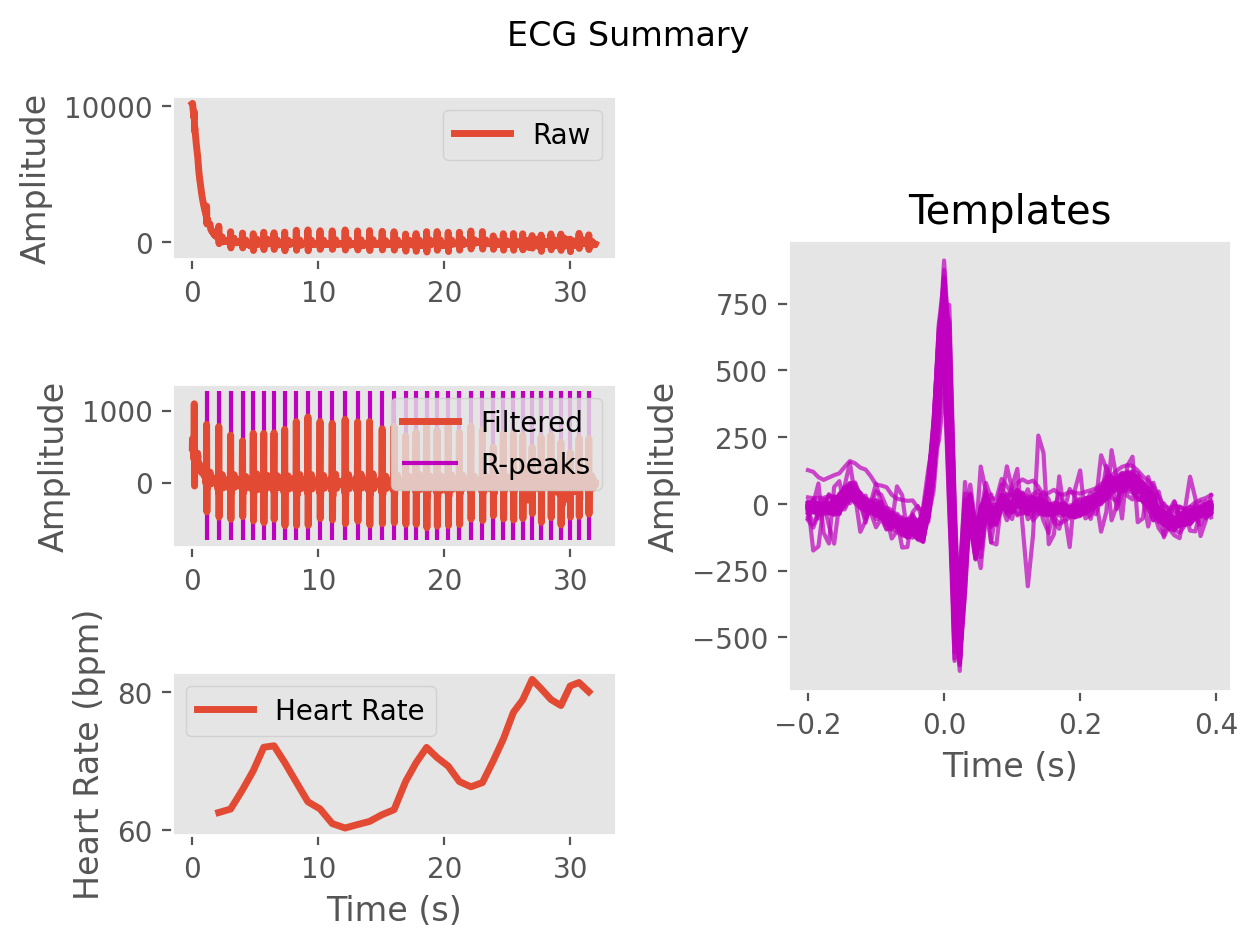 ECG Summary
Amplitude
10000
0
Raw
0 10 20 30
Amplitude
1000
0
Filtered
R-peaks
0 10 20 30
Heart Rate (bpm)
80
60
Heart Rate
0 10 20 30
Time (s)
Templates
Amplitude
750
500
250
0
−250
−500
−0.2 0.0 0.2 0.4
Time (s)